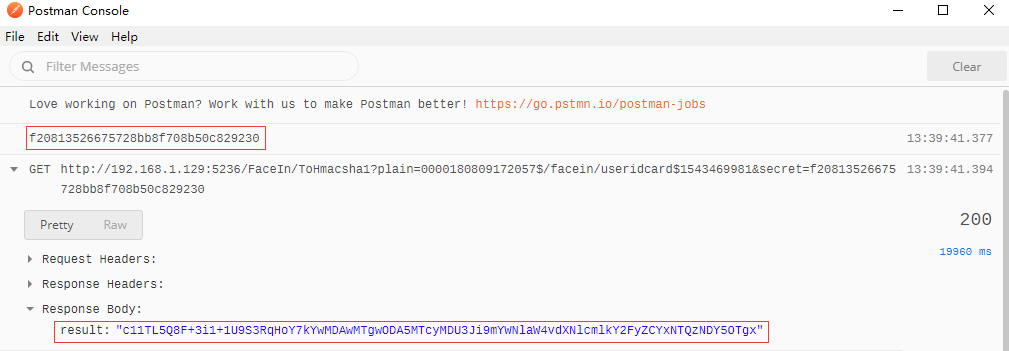 Postman Console
File Edit View Help
Filter Messages
Clear
Love working on Postman? Work with us to make Postman better! https://go.pstmn.io/postman-jobs
f20813526675728bb8f708b50c829230 13:39:41.377
GET http://192.168.1.129:5236/FaceIn/ToHmacsha1?plain=0000180809172057$/facein/useridcard$1543469981&secret=f20813526675 13:39:41.394
728bb8f708b50c829230
Pretty Raw 200
19960 ms
Request Headers:
Response Headers:
Response Body:
result: "c11TL5Q8F+3i1+1U9S3RqHoY7kYwMDAwMTgwODA5MTcyMDU3Ji9mYWNlaW4vdXNlcmlkY2FyZCYxNTQzNDY5OTgx"